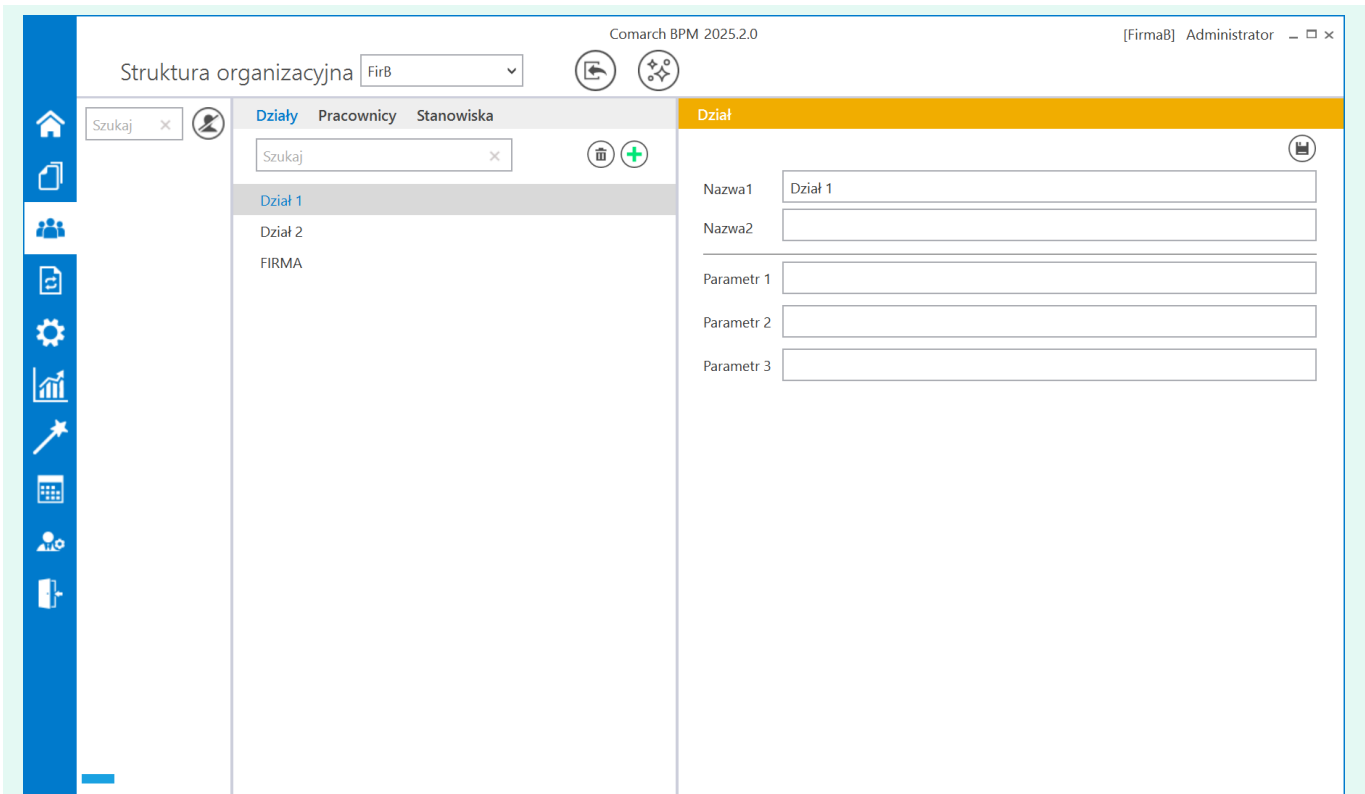 Comarch BPM 2025.2.0
[FirmaB] Administrator
Struktura organizacyjna FirB
Szukaj
Działy Pracownicy Stanowiska
Szukaj
Dział 1
Dział 2
FIRMA
Dział
Nazwa1 Dział 1
Nazwa2
Parametr 1
Parametr 2
Parametr 3